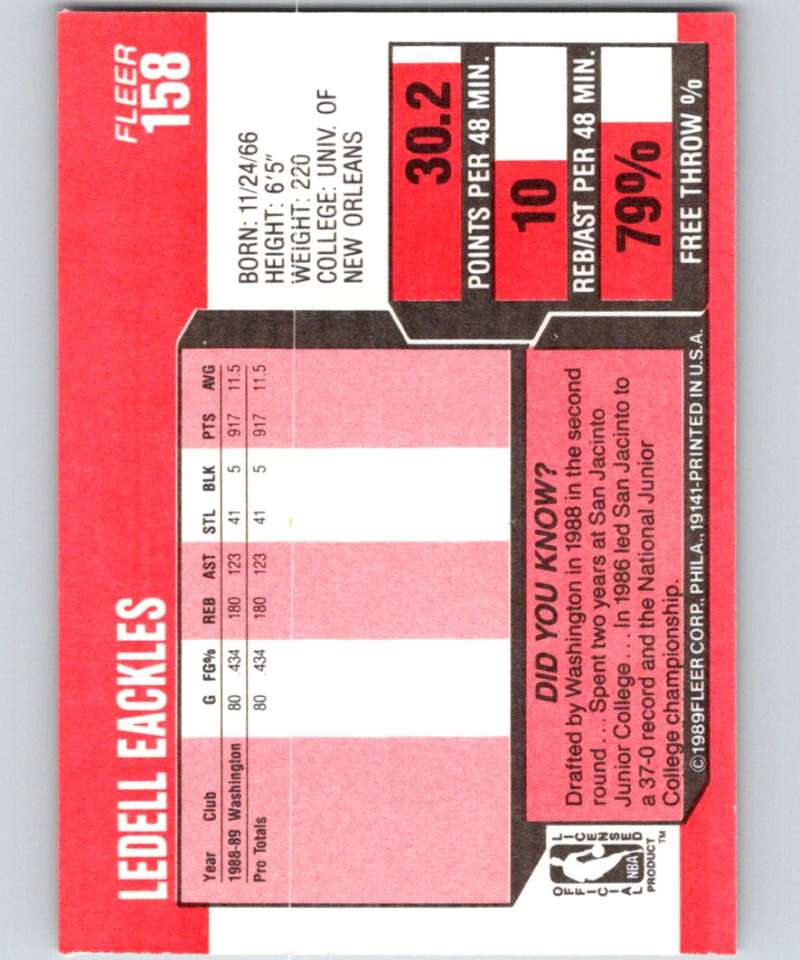 LEDELL EACKLES
FLEER
158
Year Club G FG% REB AST STL BLK PTS AVG
1988-89 Washington 80 .434 180 123 41 5 917 11.5
Pro Totals 80 .434 180 123 41 5 917 11.5
BORN: 11/24/66
HEIGHT: 6'5"
WEIGHT: 220
COLLEGE: UNIV. OF
NEW ORLEANS
30.2
POINTS PER 48 MIN.
10
REB/AST PER 48 MIN.
79%
FREE THROW %
DID YOU KNOW?
Drafted by Washington in 1988 in the second
round . . . Spent two years at San Jacinto
Junior College . . . In 1986 led San Jacinto to
a 37-0 record and the National Junior
College championship.
OFFICIAL LICENSED
NBA
PRODUCT™
©1989 FLEER CORP., PHILA., 19141-PRINTED IN U.S.A.